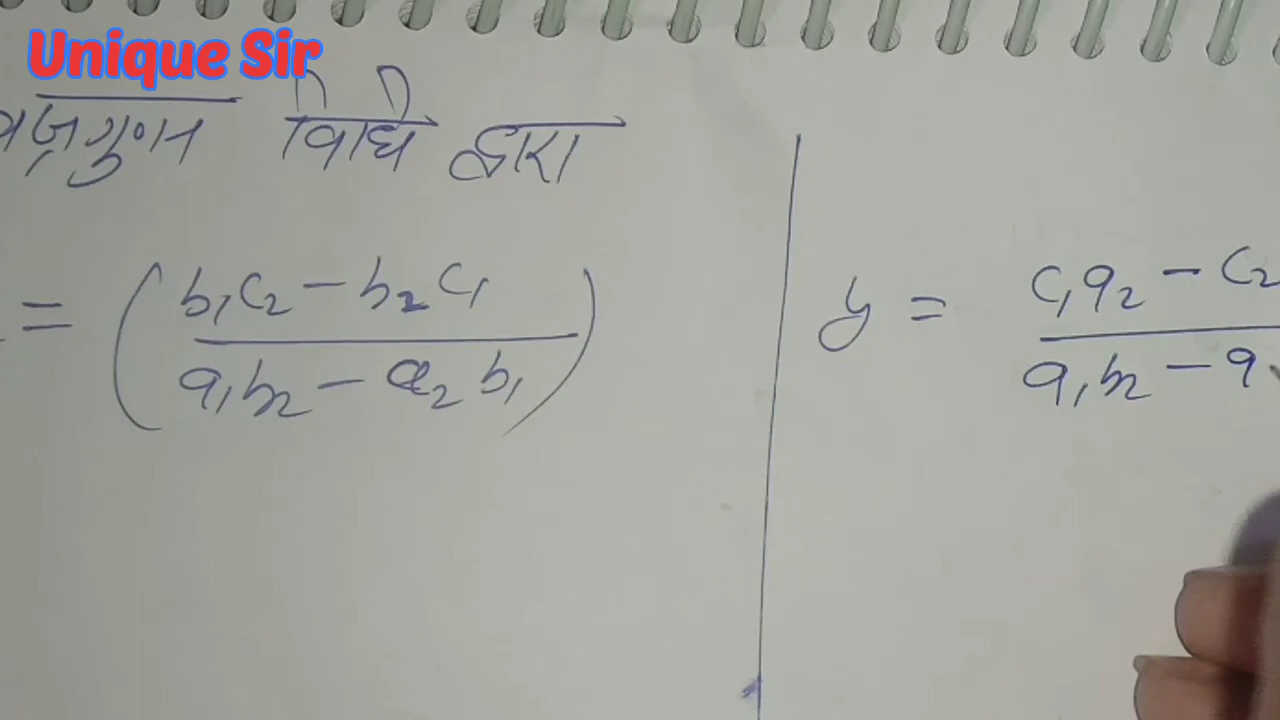 Unique Sir
वज्रगुणन विधि द्वारा
= ( b₁c₂ - b₂c₁ / a₁b₂ - a₂b₁ )
y = c₁a₂ - c₂ / a₁b₂ - a